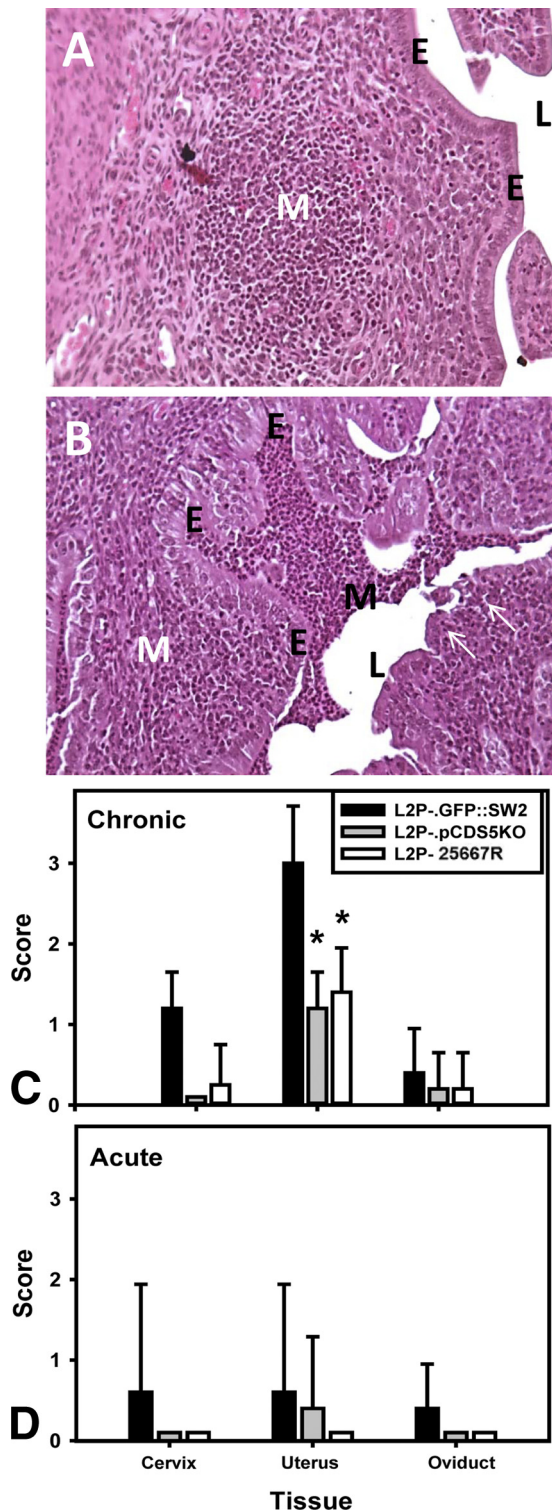 A
E
L
E
M
B
E
E
M
M
E
L
Chronic
L2P-.GFP::SW2
L2P-.pCDS5KO
L2P- 25667R
3
*
*
2
Score
1
C
0
Acute
3
2
Score
1
D
0
Cervix Uterus Oviduct
Tissue